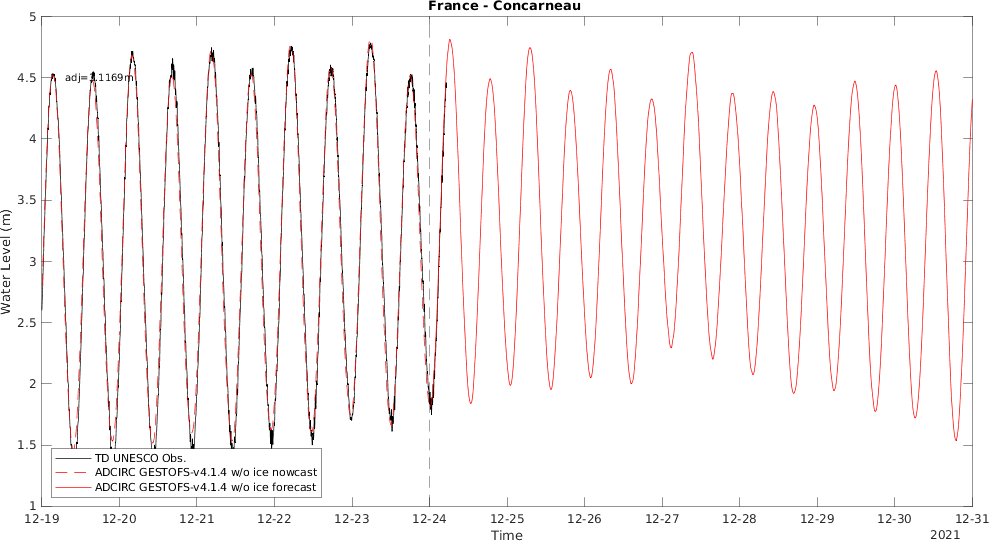 France - Concarneau
Water Level (m)
5
4.5
4
3.5
3
2.5
2
1.5
1
TD UNESCO Obs.
ADCIRC GESTOFS-v4.1.4 w/o ice nowcast
ADCIRC GESTOFS-v4.1.4 w/o ice forecast
12-19 12-20 12-21 12-22 12-23 12-24 12-25 12-26 12-27 12-28 12-29 12-30 12-31
Time
2021